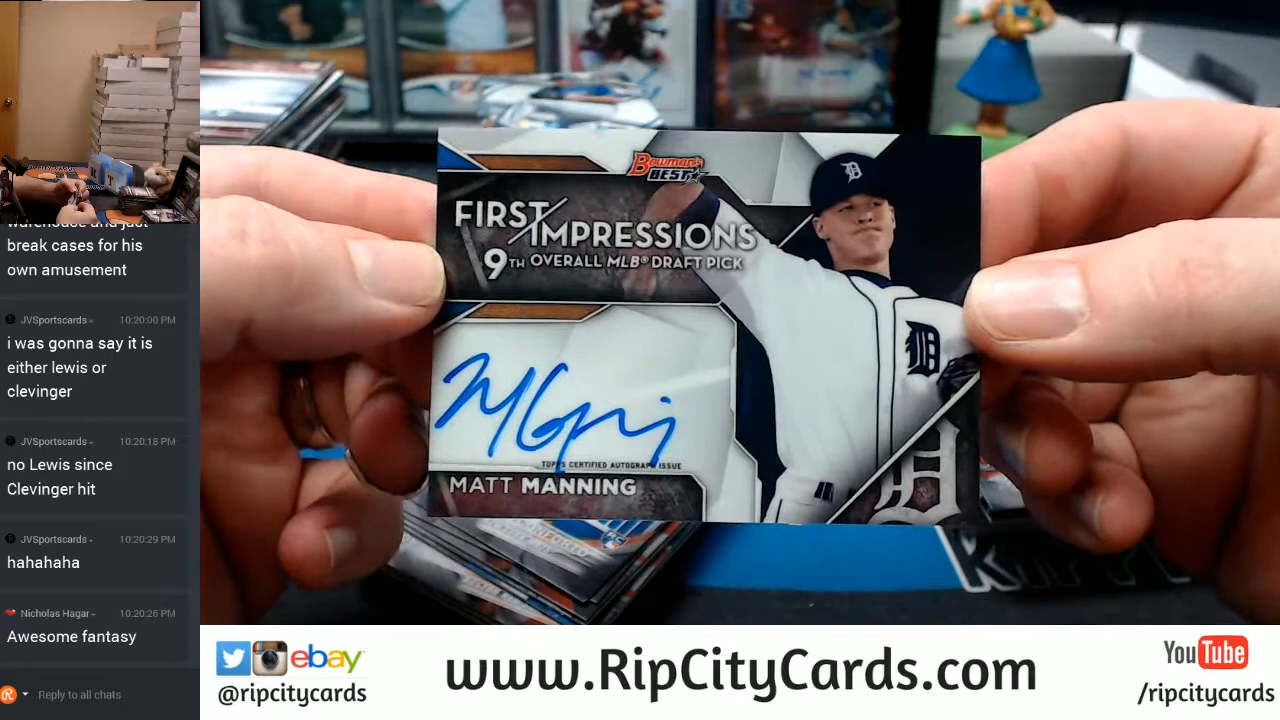 warehouse and just
break cases for his
own amusement
JVSportscards
10:20:00 PM
i was gonna say it is
either lewis or
clevinger
JVSportscards
10:20:18 PM
no Lewis since
Clevinger hit
JVSportscards
10:20:29 PM
hahahaha
Nicholas Hagar
10:20:26 PM
Awesome fantasy
Reply to all chats
Bowman's
BEST
FIRST/IMPRESSIONS
9TH OVERALL MLB® DRAFT PICK
D
TOPPS CERTIFIED AUTOGRAPH ISSUE
MATT MANNING
D
ebay
@ripcitycards
www.RipCityCards.com
YouTube
/ripcitycards